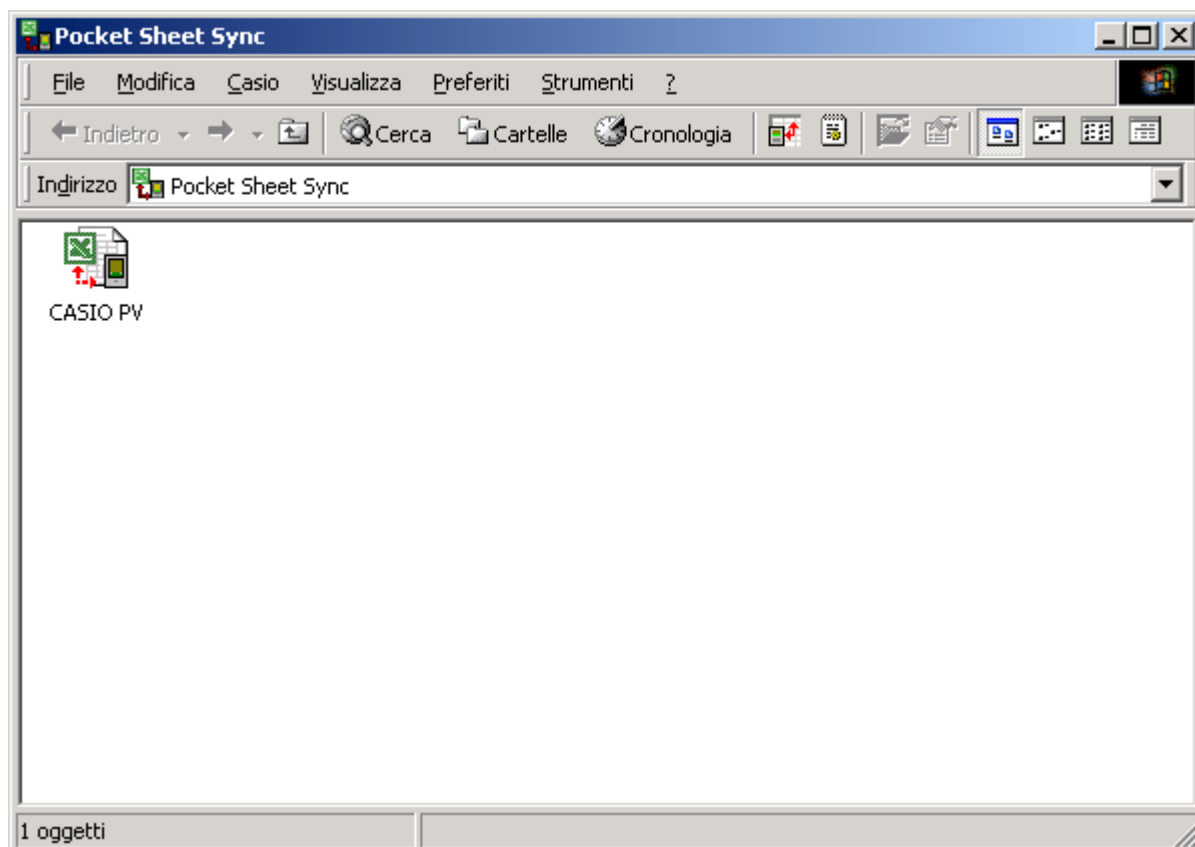 Pocket Sheet Sync
File Modifica Casio Visualizza Preferiti Strumenti ?
Indietro Cerca Cartelle Cronologia
Indirizzo Pocket Sheet Sync
CASIO PV
1 oggetti